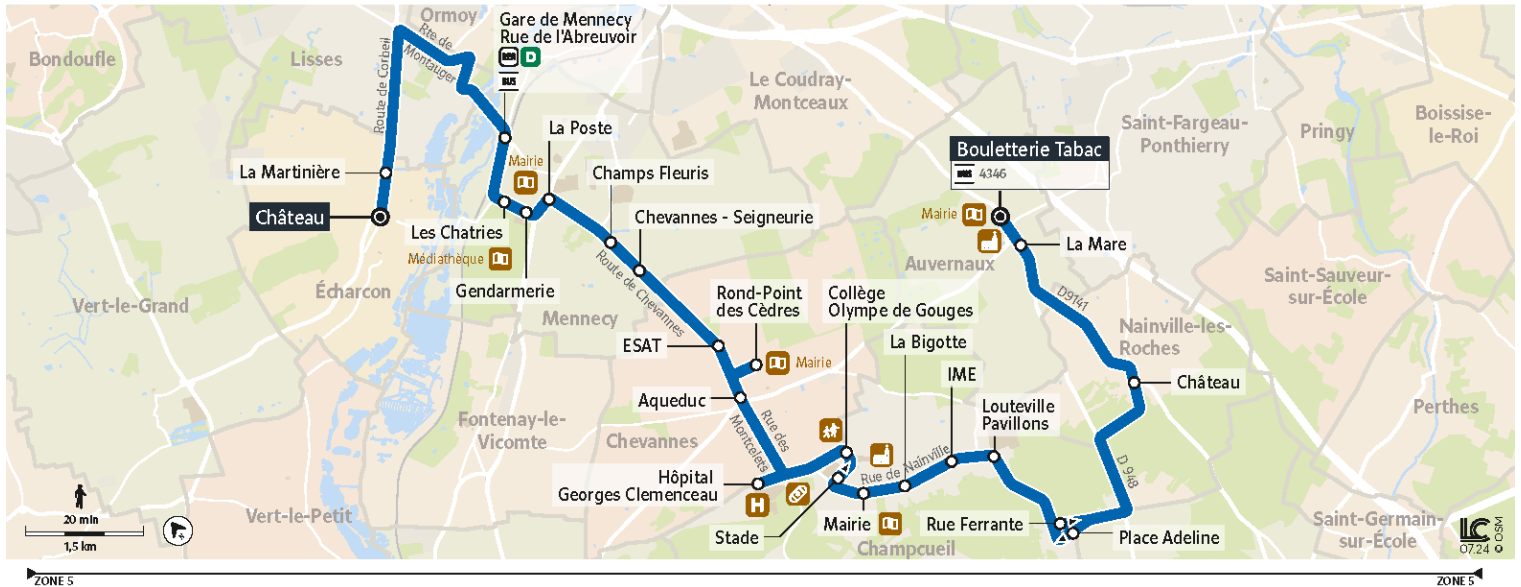 Ormoy
Gare de Mennecy
Rue de l'Abreuvoir
RER D
BUS
Bondoufle
Lisses
Rte de
Montauger
Route de Corbeil
Le Coudray-
Montceaux
Boissise-
le-Roi
Saint-Fargeau-
Ponthierry
Pringy
La Poste
Bouletterie Tabac
BUS 4346
La Martinière
Mairie
Champs Fleuris
Château
Chevannes - Seigneurie
Mairie
La Mare
Les Chatries
Médiathèque
Auvernaux
Gendarmerie
Route de Chevannes
Écharcon
Vert-le-Grand
Mennecy
Rond-Point
des Cèdres
Mairie
Collège
Olympe de Gouges
D9141
Saint-Sauveur-
sur-École
Nainville-les-
Roches
ESAT
La Bigotte
IME
Château
Aqueduc
Louteville
Pavillons
Perthes
Fontenay-le-
Vicomte
Chevannes
Rue des
Montcelets
Hôpital
Georges Clemenceau
H
Rue de Nainville
D 948
Stade
Mairie
Rue Ferrante
Place Adeline
Champcueil
Vert-le-Petit
Saint-Germain-
sur-École
20 min
1,5 km
LC
07.24 © OSM
ZONE 5
ZONE 5